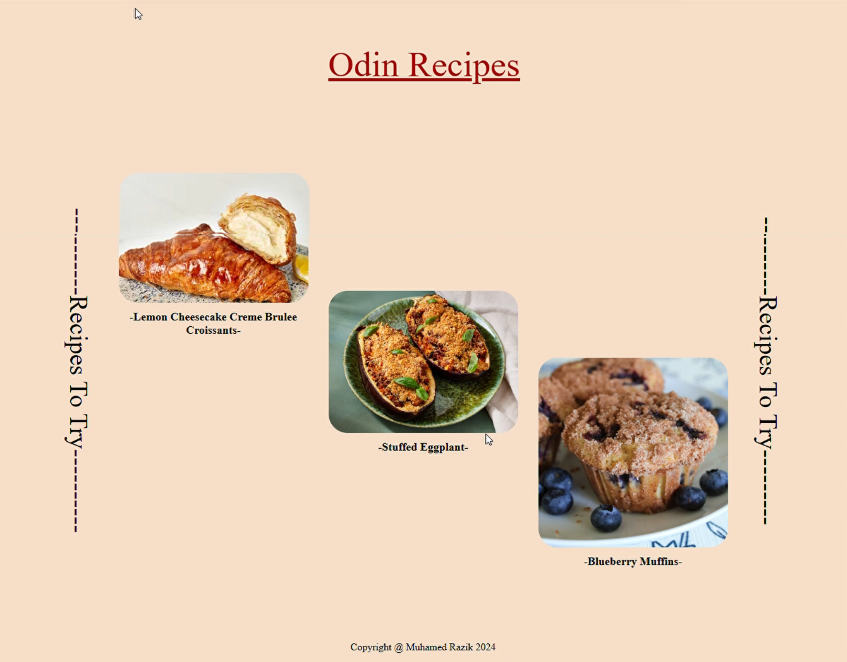 Odin Recipes
----------Recipes To Try----------
-Lemon Cheesecake Creme Brulee
Croissants-
-Stuffed Eggplant-
-Blueberry Muffins-
----------Recipes To Try---------
Copyright @ Muhamed Razik 2024